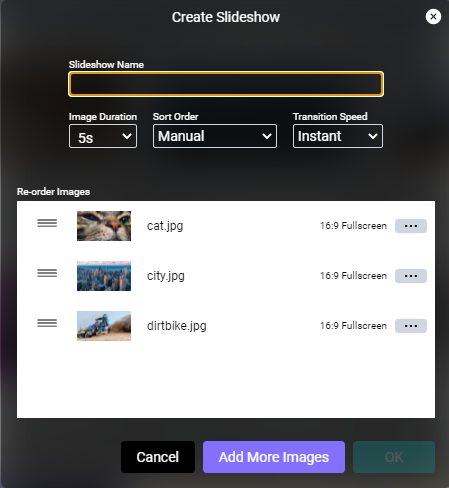 Create Slideshow
Slideshow Name
Image Duration Sort Order Transition Speed
5s Manual Instant
Re-order Images
cat.jpg 16:9 Fullscreen ...
city.jpg 16:9 Fullscreen ...
dirtbike.jpg 16:9 Fullscreen ...
Cancel Add More Images OK